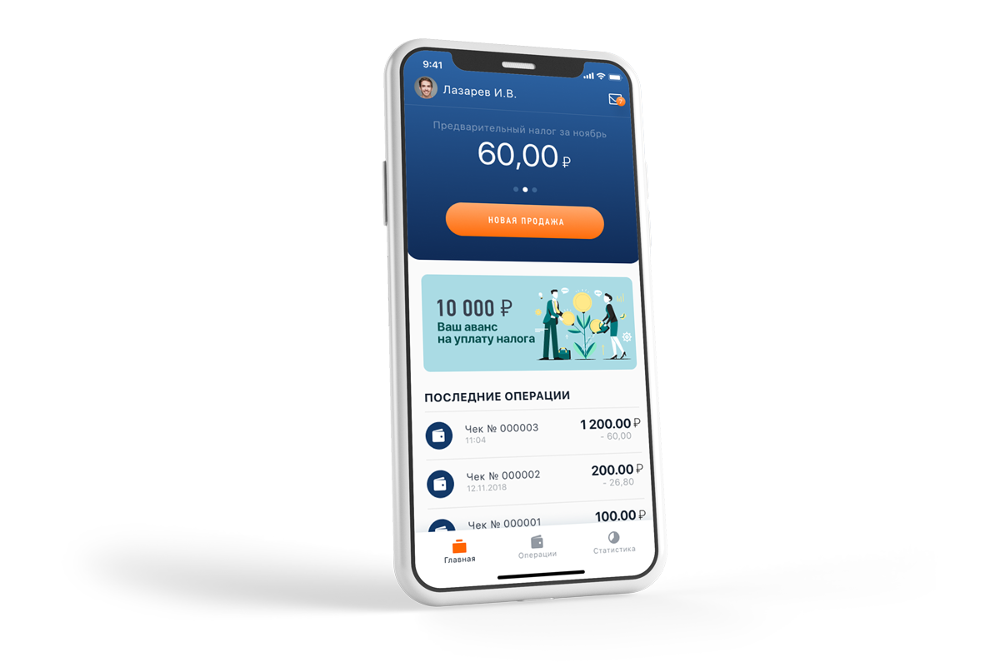 9:41
Лазарев И.В.
7
Предварительный налог за ноябрь
60,00 ₽
НОВАЯ ПРОДАЖА
10 000 ₽
Ваш аванс
на уплату налога
ПОСЛЕДНИЕ ОПЕРАЦИИ
Чек № 000003 1 200.00 ₽
11:04 - 60,00
Чек № 000002 200.00 ₽
12.11.2018 - 26,80
Чек № 000001 100.00 ₽
Главная Операции Статистика